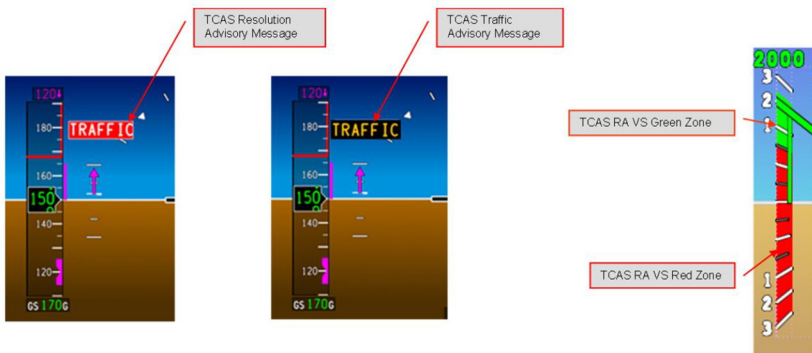 TCAS Resolution
Advisory Message
TCAS Traffic
Advisory Message
120
180
TRAFFIC
160
150
140
120
GS 170G
120
180
TRAFFIC
160
150
140
120
GS 170G
2000
3
2
1
1
2
3
TCAS RA VS Green Zone
TCAS RA VS Red Zone